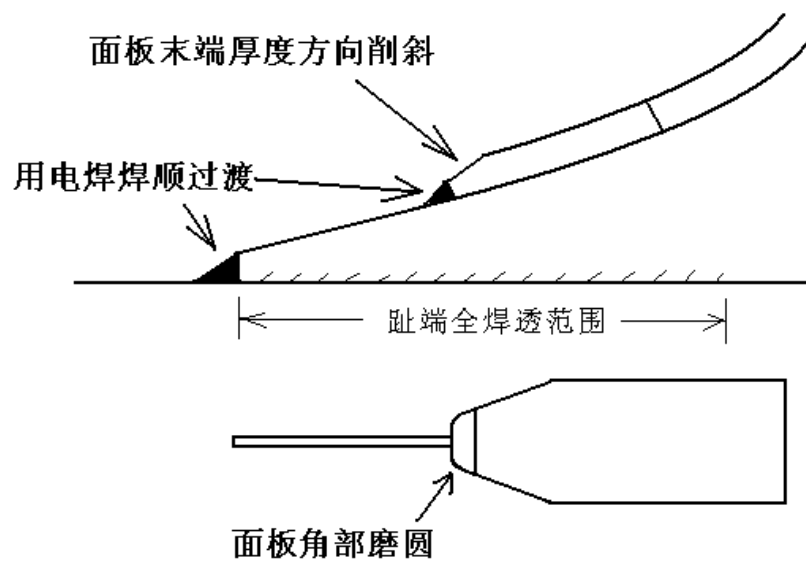 面板末端厚度方向削斜
用电焊焊顺过渡
趾端全焊透范围
面板角部磨圆